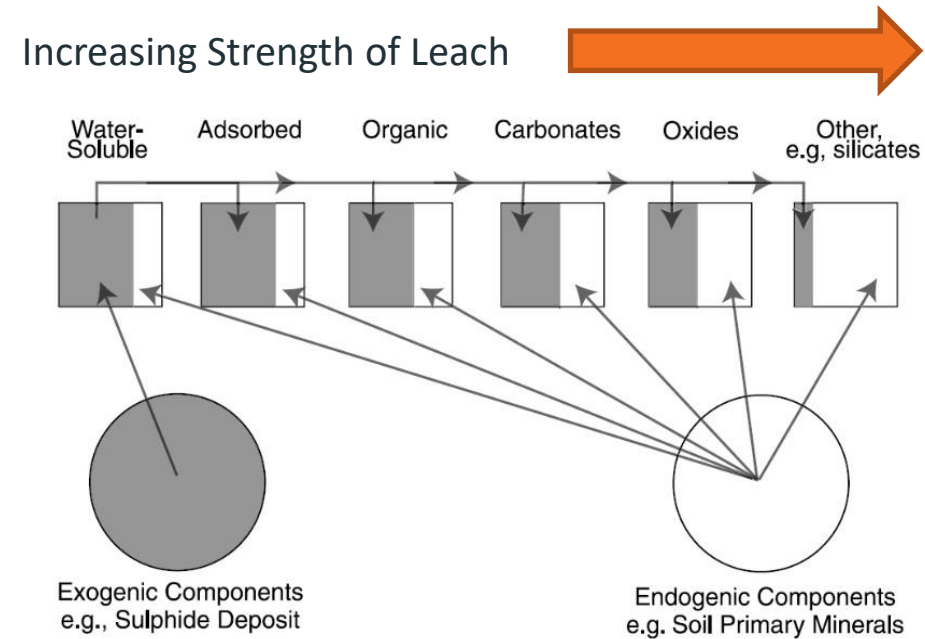 Increasing Strength of Leach
Water-
Soluble
Adsorbed
Organic
Carbonates
Oxides
Other,
e.g, silicates
Exogenic Components
e.g., Sulphide Deposit
Endogenic Components
e.g. Soil Primary Minerals